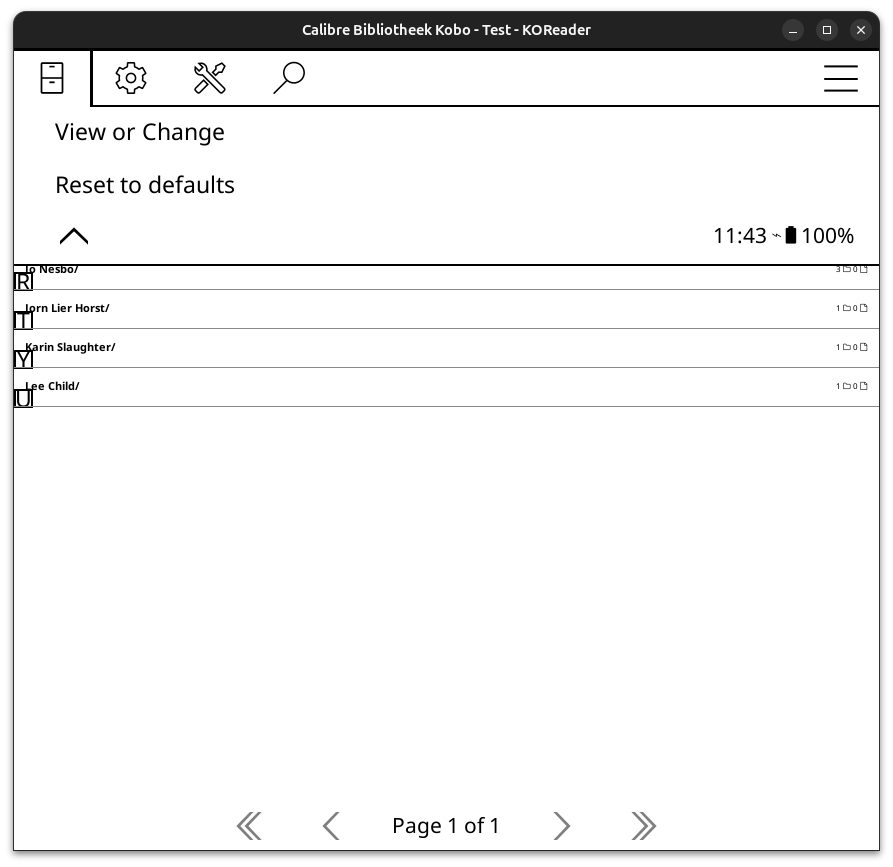 Calibre Bibliotheek Kobo - Test - KOReader
View or Change
Reset to defaults
11:43 100%
Jo Nesbo/ 3 0
R
Jorn Lier Horst/ 1 0
T
Karin Slaughter/ 1 0
Y
Lee Child/ 1 0
U
Page 1 of 1